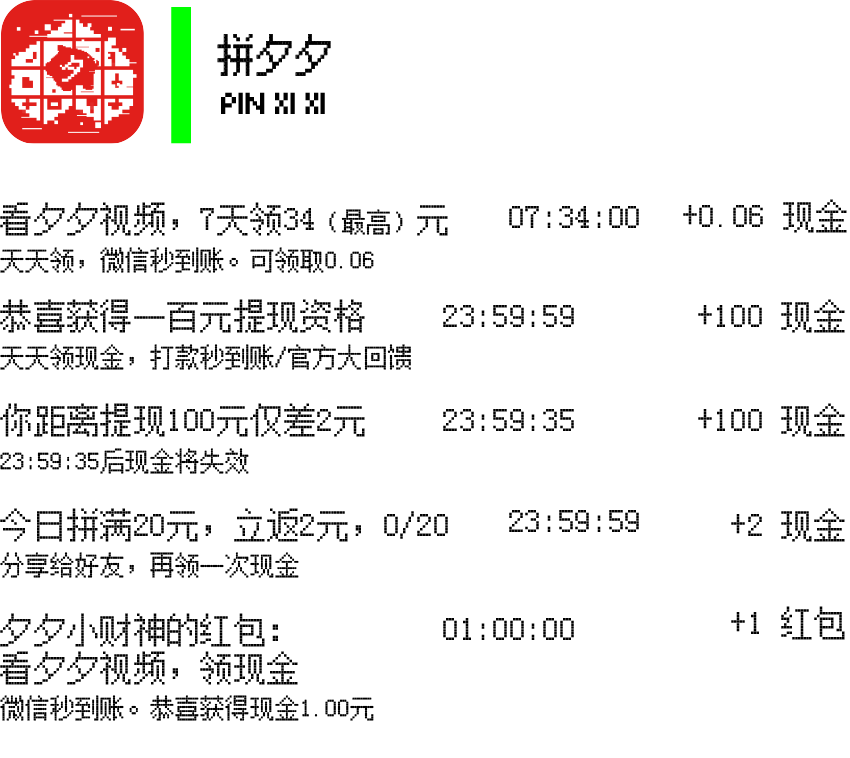 夕
拼夕夕
PIN XI XI
看夕夕视频，7天领34（最高）元 07:34:00 +0.06 现金
天天领，微信秒到账。可领取0.06
恭喜获得一百元提现资格 23:59:59 +100 现金
天天领现金，打款秒到账/官方大回馈
你距离提现100元仅差2元 23:59:35 +100 现金
23:59:35后现金将失效
今日拼满20元，立返2元，0/20 23:59:59 +2 现金
分享给好友，再领一次现金
夕夕小财神的红包： 01:00:00 +1 红包
看夕夕视频，领现金
微信秒到账。恭喜获得现金1.00元